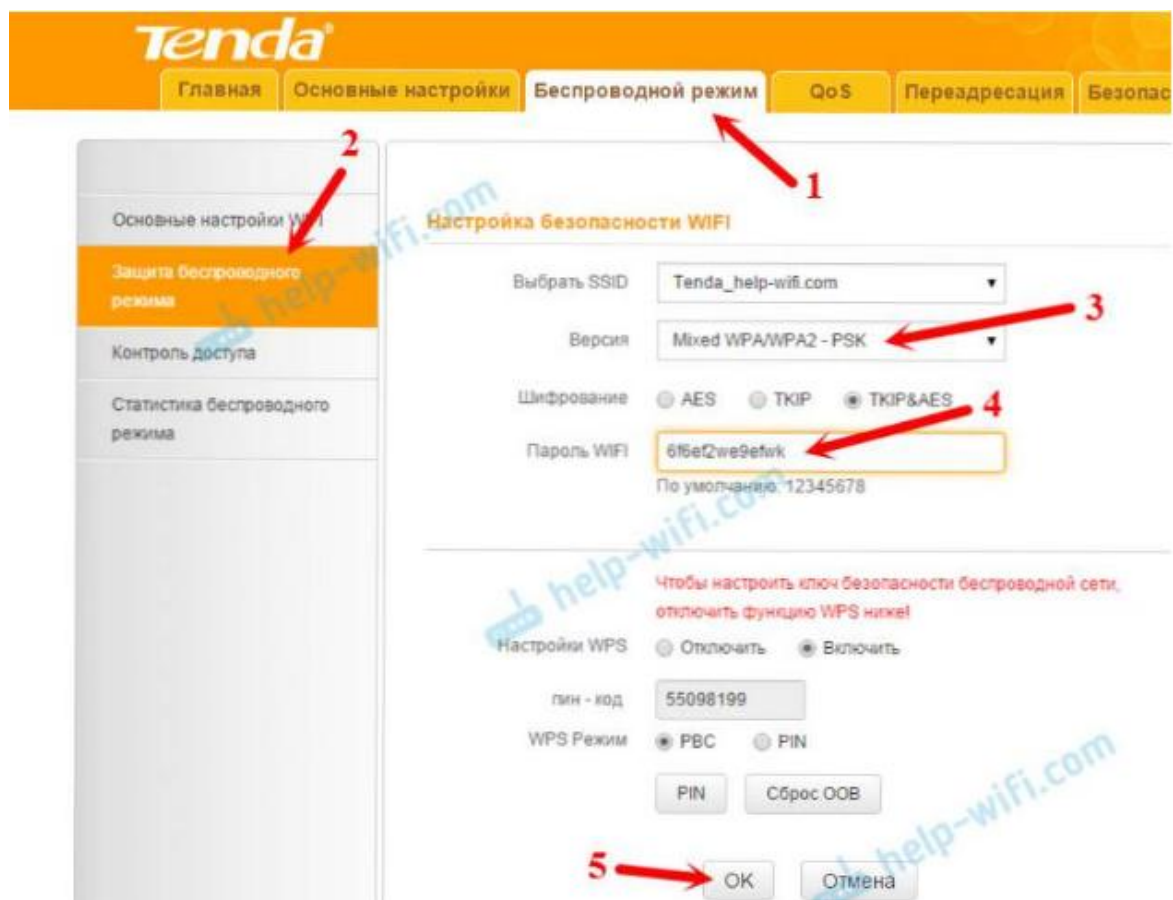 Tenda
Главная Основные настройки Беспроводной режим QoS Переадресация Безопас
2
1
Основные настройки WIFI
Настройка безопасности WIFI
Защита беспроводного
режима
Выбрать SSID Tenda_help-wifi.com
3
Версия Mixed WPA/WPA2 - PSK
Контроль доступа
Шифрование AES TKIP TKIP&AES
4
Статистика беспроводного
режима
Пароль WIFI 6f6ef2we9efwk
По умолчанию: 12345678
Чтобы настроить ключ безопасности беспроводной сети,
отключить функцию WPS ниже!
Настройки WPS Отключить Включить
пин - код 55098199
WPS Режим PBC PIN
PIN Сброс OOB
5
OK Отмена
help-wifi.com
help-wifi.com
help-wifi.com